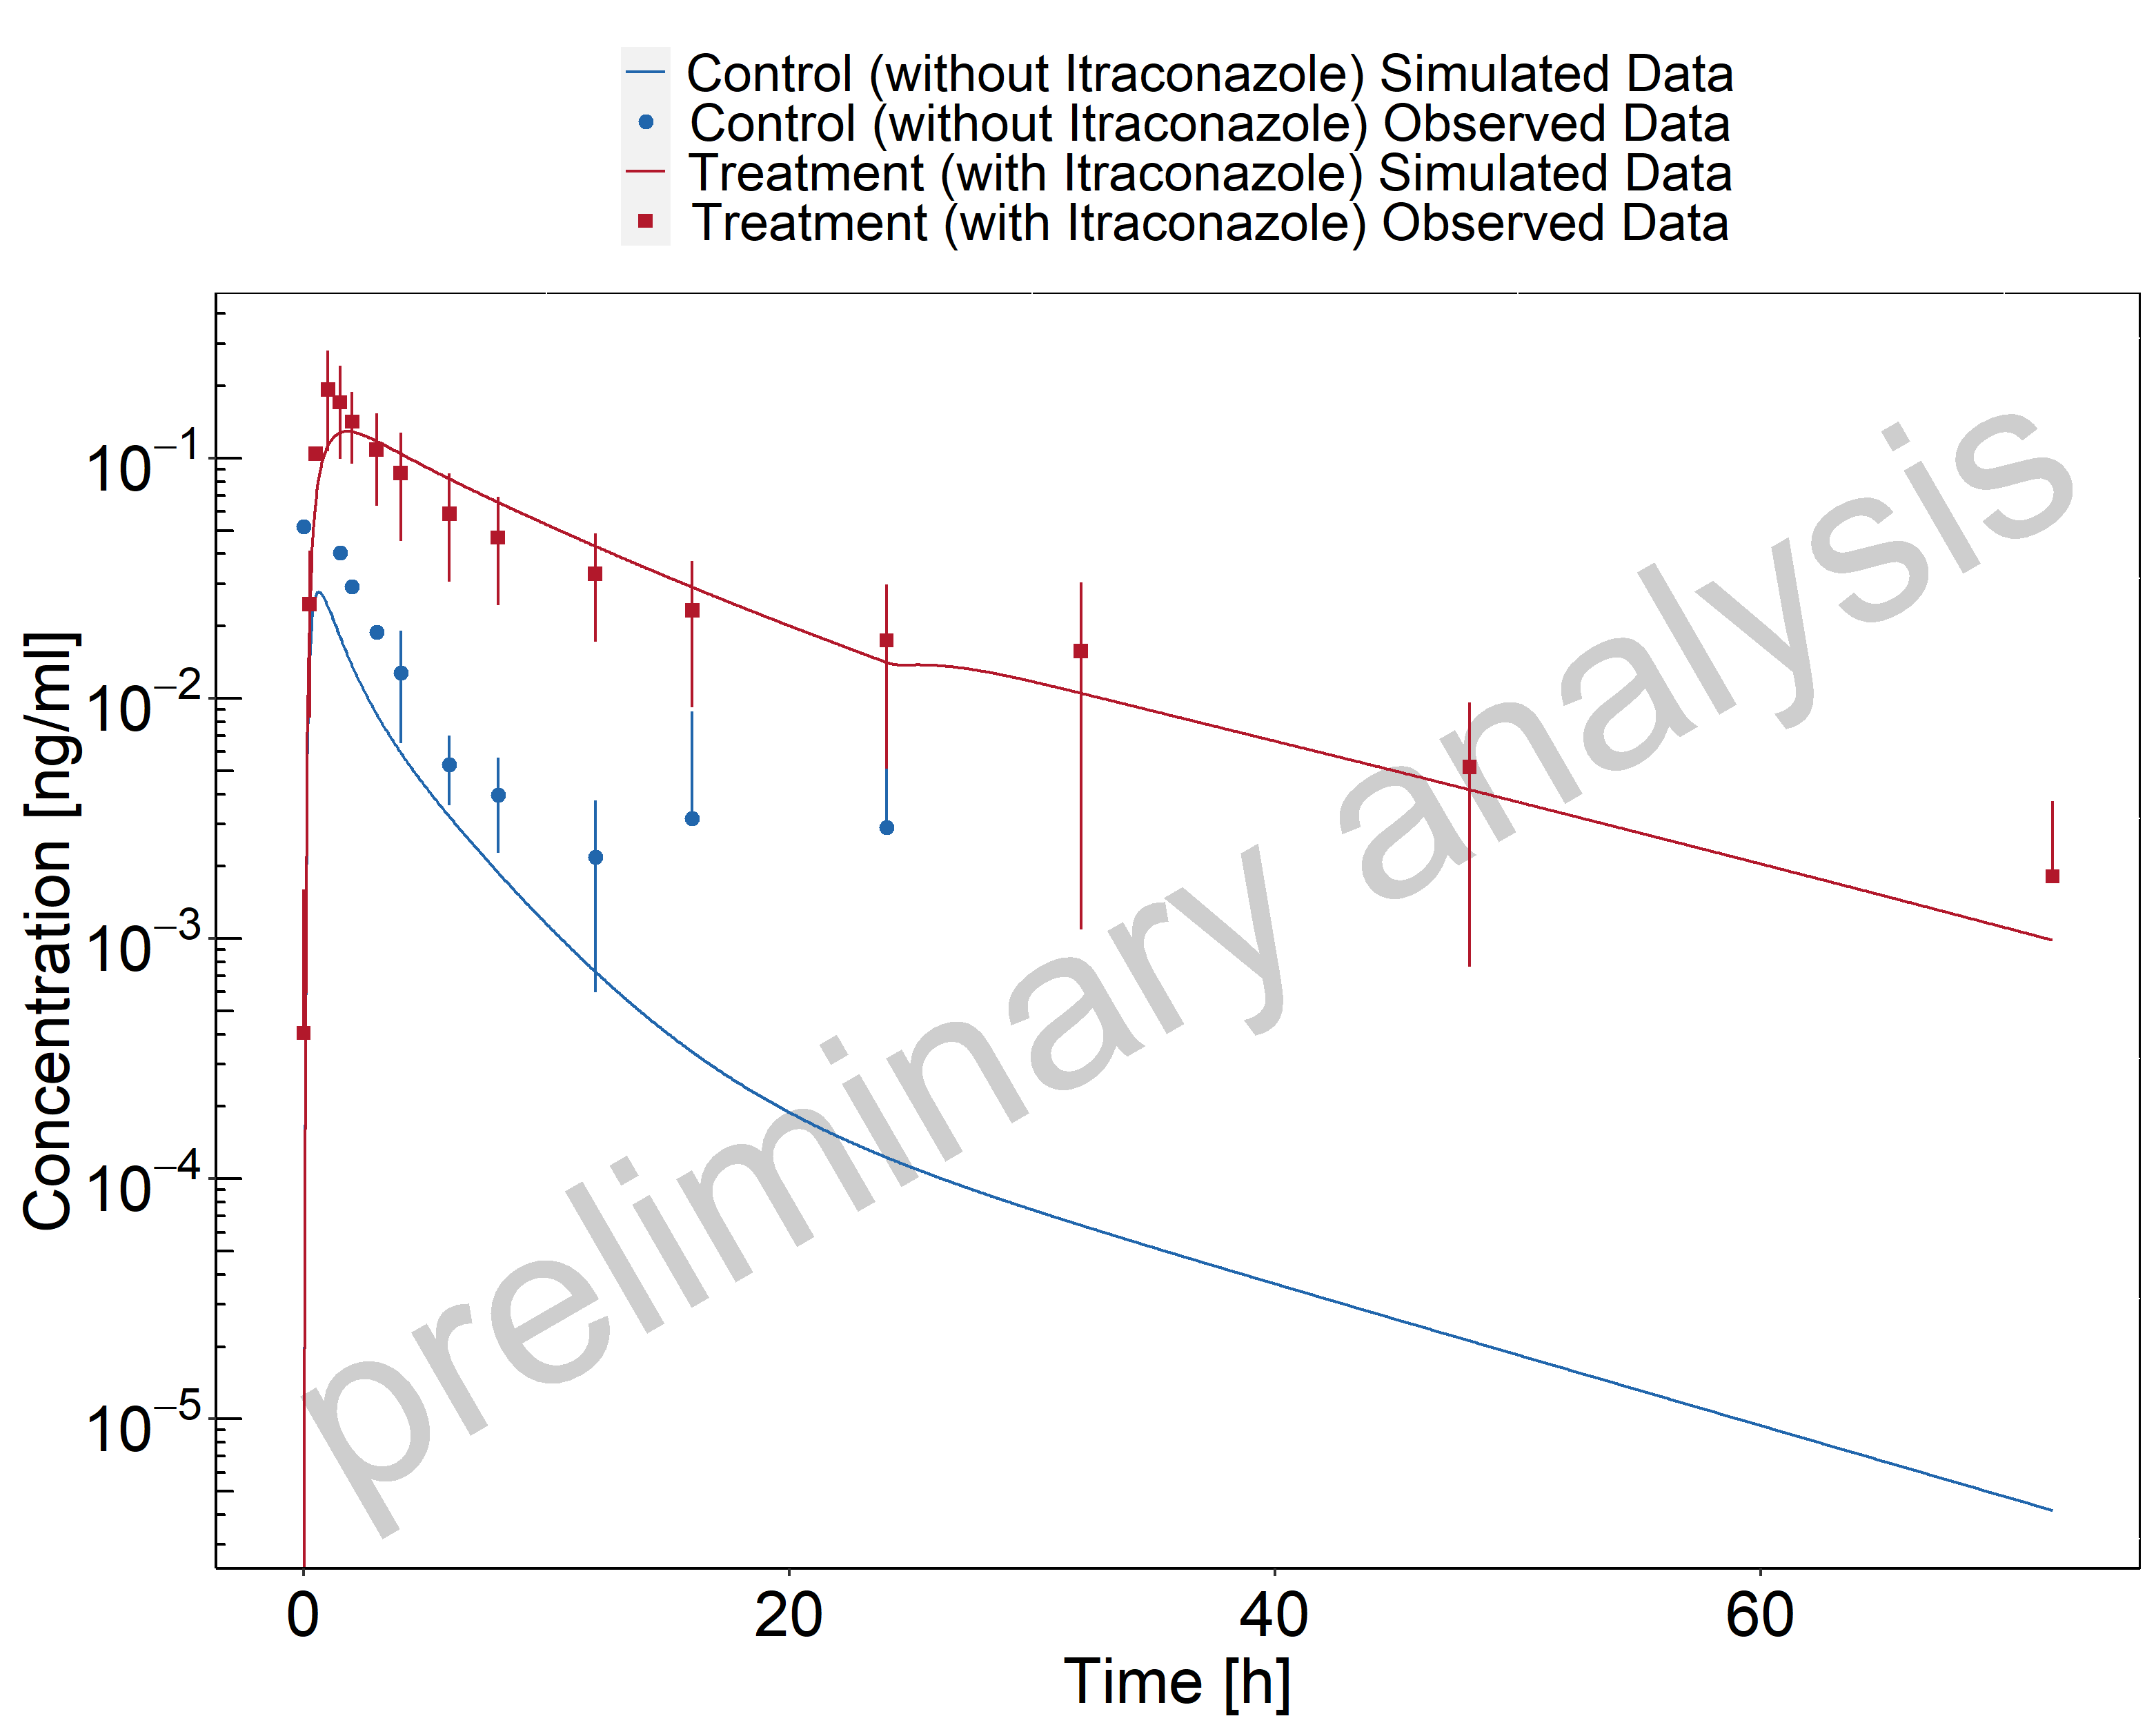 Control (without Itraconazole) Simulated Data
Control (without Itraconazole) Observed Data
Treatment (with Itraconazole) Simulated Data
Treatment (with Itraconazole) Observed Data
Concentration [ng/ml]
10⁻¹
10⁻²
10⁻³
10⁻⁴
10⁻⁵
preliminary analysis
0 20 40 60
Time [h]